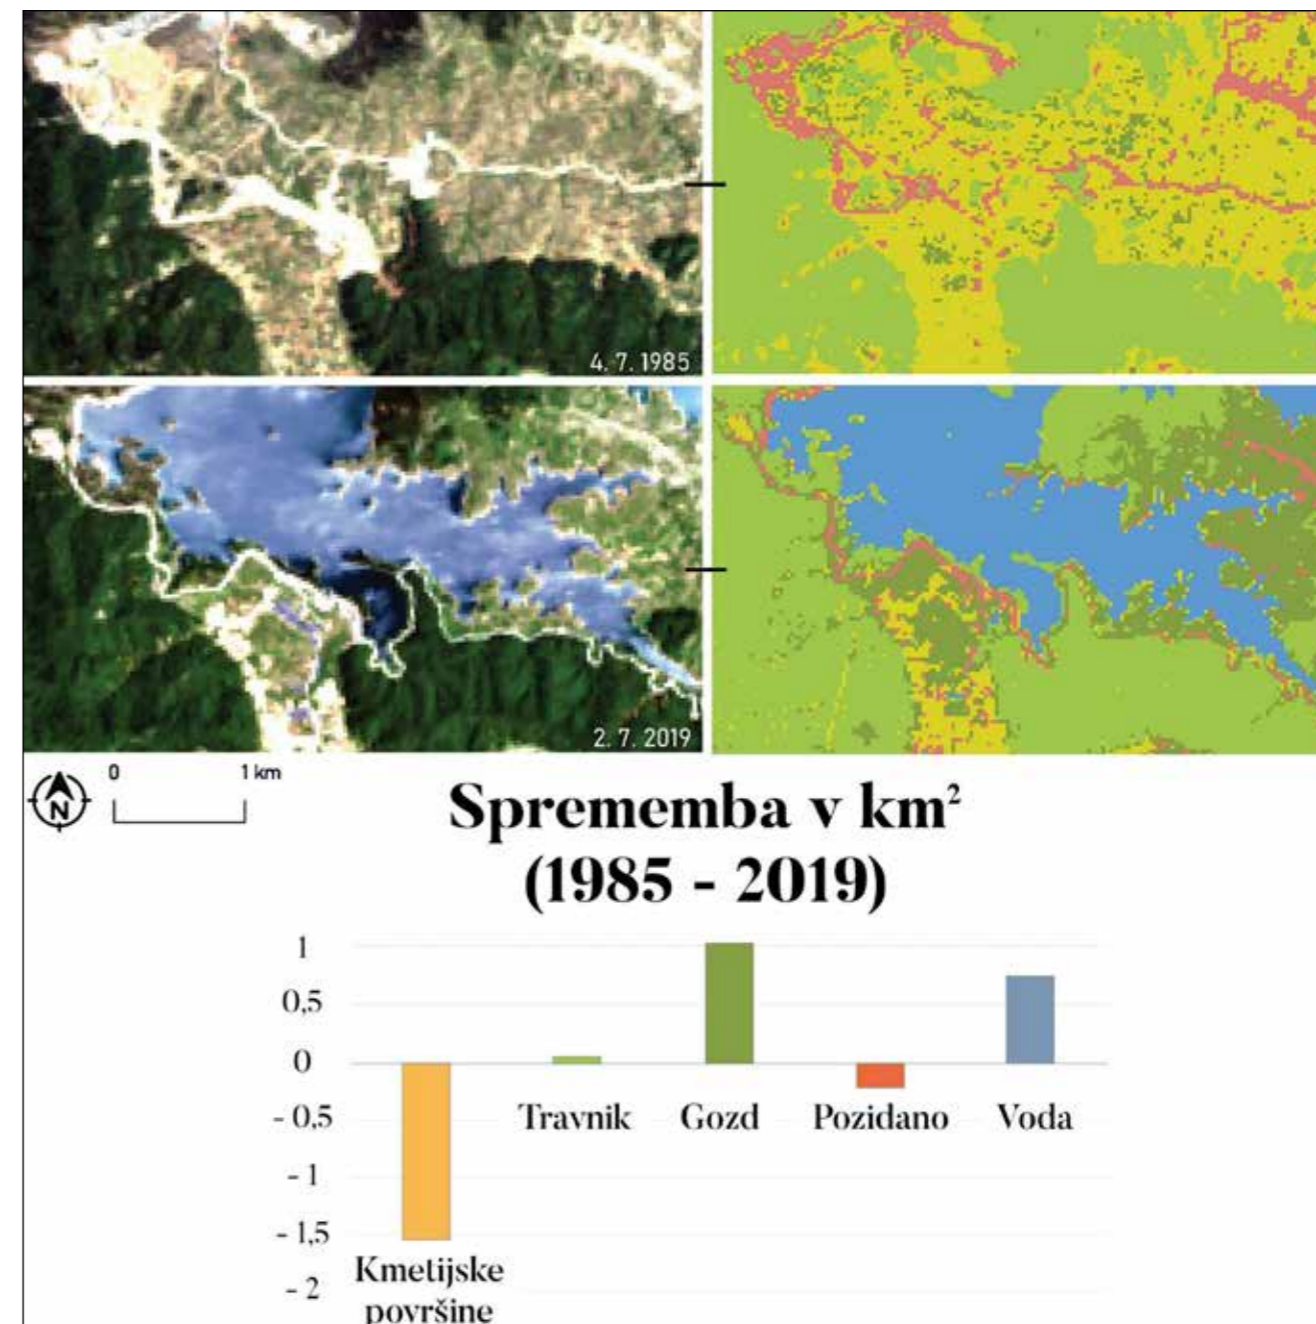 4. 7. 1985
2. 7. 2019
N
0 1 km
Sprememba v km²
(1985 - 2019)
1
0,5
0
- 0,5
- 1
- 1,5
- 2
Travnik Gozd Pozidano Voda
Kmetijske
površine